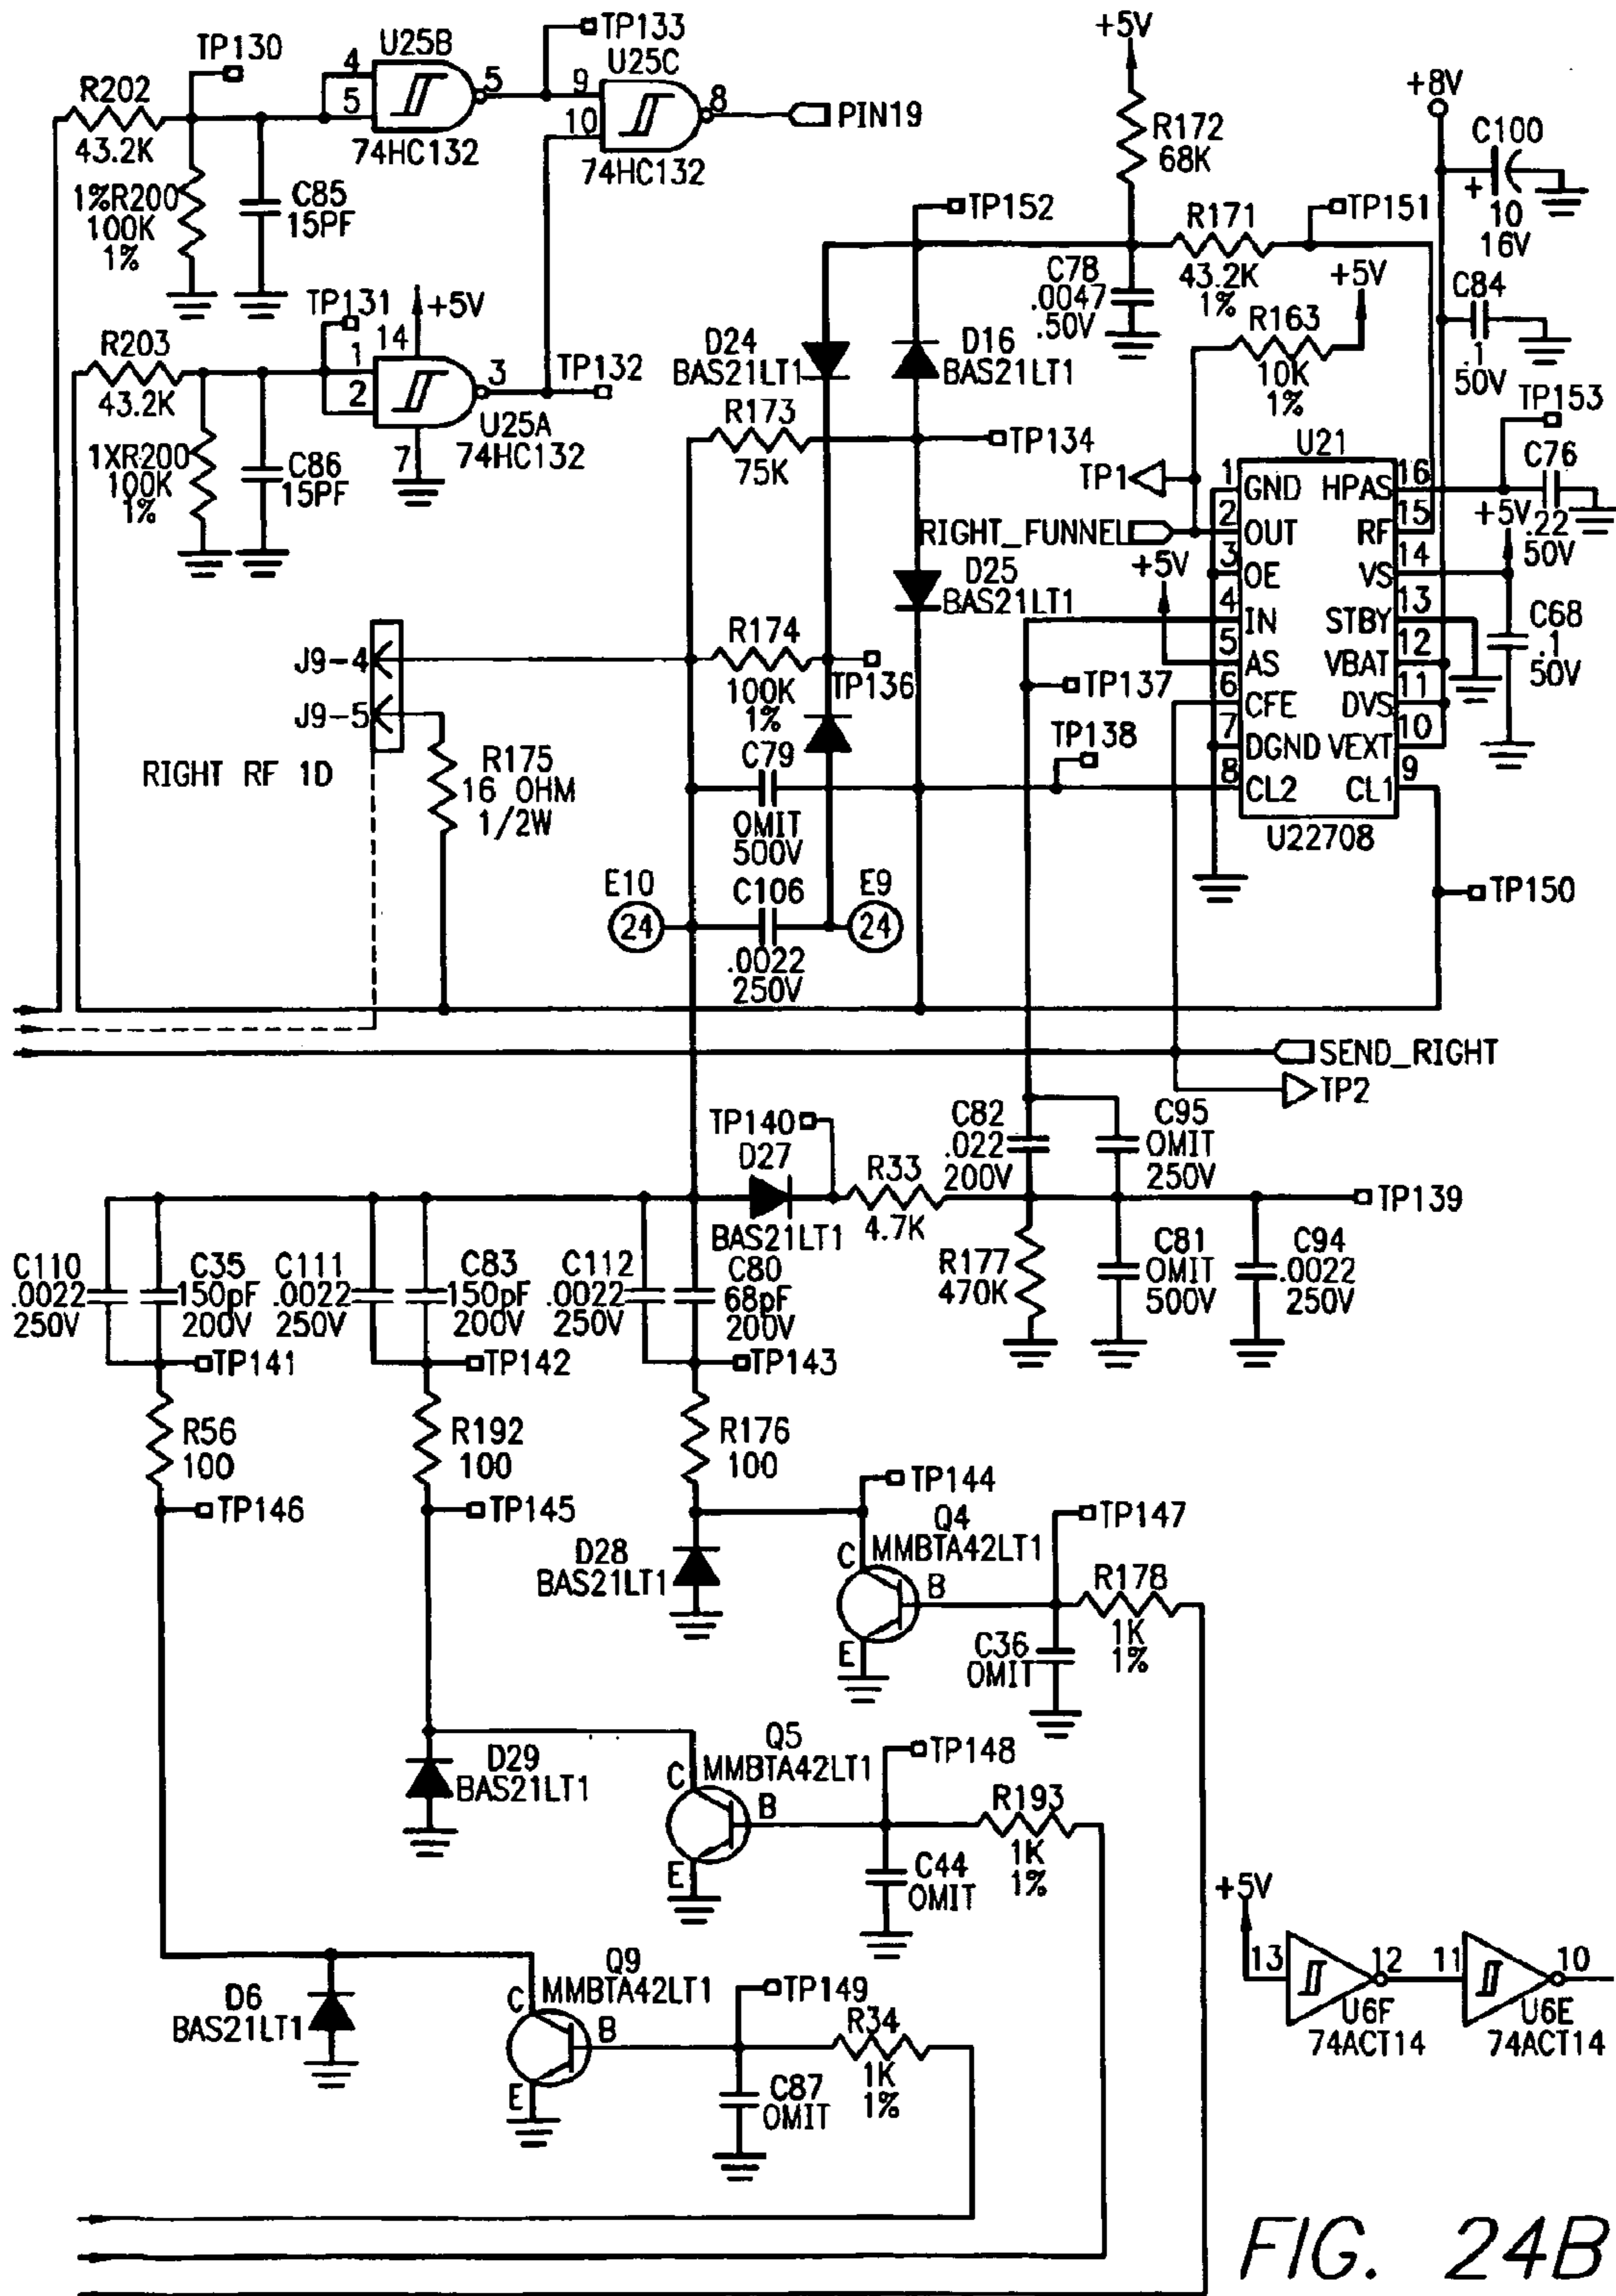 TP130
R202
43.2K
1%R200
100K
1%
C85
15PF
U25B
4
5
5
74HC132
TP133
U25C
9
10
8
74HC132
PIN19
TP131
R203
43.2K
1XR200
100K
1%
C86
15PF
14
+5V
1
2
3
7
U25A
74HC132
TP132
+5V
R172
68K
TP152
R171
43.2K
1%
TP151
C78
.0047
.50V
+8V
C100
+
10
16V
C84
.1
50V
+5V
R163
10K
1%
D24
BAS21LT1
D16
BAS21LT1
R173
75K
TP134
TP1
RIGHT_FUNNEL
+5V
D25
BAS21LT1
U21
1 GND HPAS 16
2 OUT RF 15
3 OE VS 14
4 IN STBY 13
5 AS VBAT 12
6 CFE DVS 11
7 DGND VEXT 10
8 CL2 CL1 9
U22708
TP153
C76
.22
50V
+5V
C68
.1
50V
J9-4
J9-5
RIGHT RF 1D
R175
16 OHM
1/2W
R174
100K
1%
TP136
TP137
TP138
C79
OMIT
500V
E10
24
C106
.0022
250V
E9
24
TP150
SEND_RIGHT
TP2
TP140
D27
BAS21LT1
R33
4.7K
C82
.022
200V
C95
OMIT
250V
TP139
R177
470K
C81
OMIT
500V
C94
.0022
250V
C110
.0022
250V
C35
150pF
200V
C111
.0022
250V
C83
150pF
200V
C112
.0022
250V
C80
68pF
200V
TP141
TP142
TP143
R56
100
R192
100
R176
100
TP146
TP145
TP144
D28
BAS21LT1
Q4
MMBTA42LT1
C
B
E
TP147
R178
1K
1%
C36
OMIT
D29
BAS21LT1
Q5
MMBTA42LT1
C
B
E
TP148
R193
1K
1%
C44
OMIT
D6
BAS21LT1
Q9
MMBTA42LT1
C
B
E
TP149
R34
1K
1%
C87
OMIT
+5V
13
12
U6F
74ACT14
11
10
U6E
74ACT14
FIG. 24B